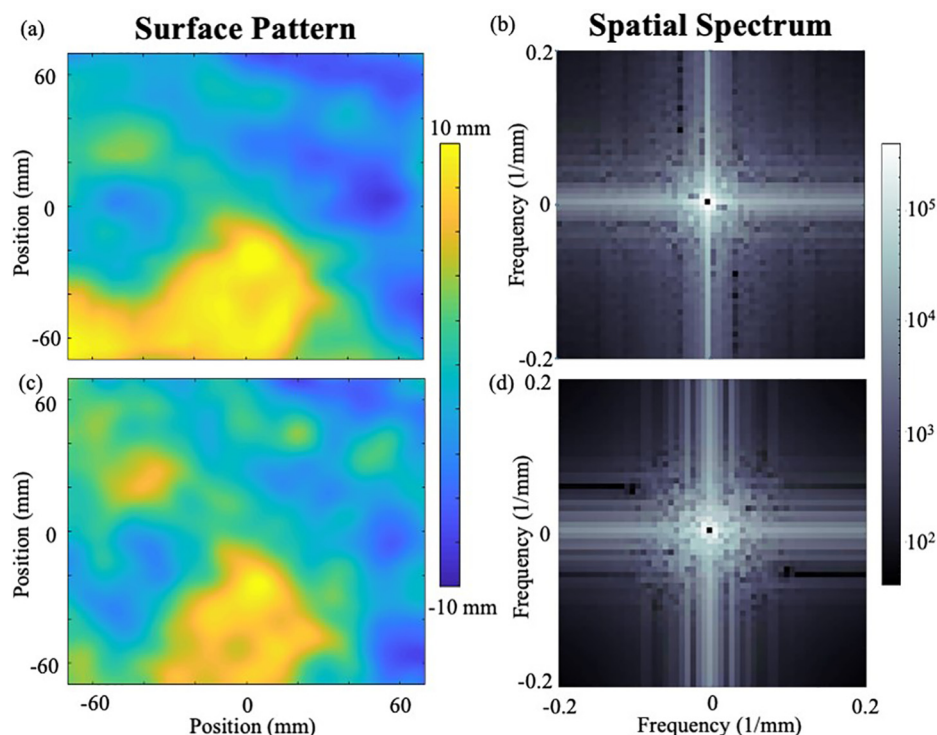 (a) Surface Pattern (b) Spatial Spectrum
60
0
-60
Position (mm)
10 mm
-10 mm
0.2
0
-0.2
Frequency (1/mm)
10^5
10^4
10^3
10^2
(c)
60
0
-60
Position (mm)
-60 0 60
Position (mm)
(d)
0.2
0
-0.2
Frequency (1/mm)
-0.2 0 0.2
Frequency (1/mm)